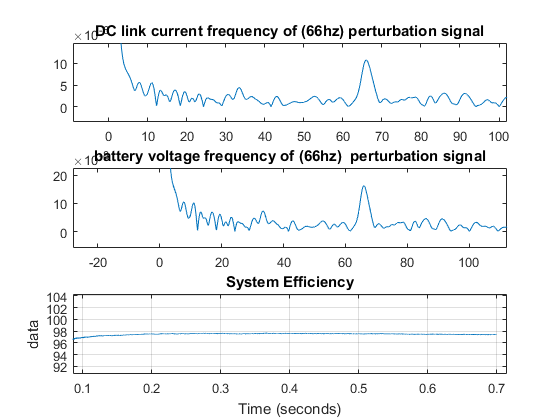 DC link current frequency of (66hz) perturbation signal
×10
10
5
0
0 10 20 30 40 50 60 70 80 90 100
battery voltage frequency of (66hz) perturbation signal
×10
20
10
0
-20 0 20 40 60 80 100
System Efficiency
104
102
100
98
96
94
92
data
0.1 0.2 0.3 0.4 0.5 0.6 0.7
Time (seconds)